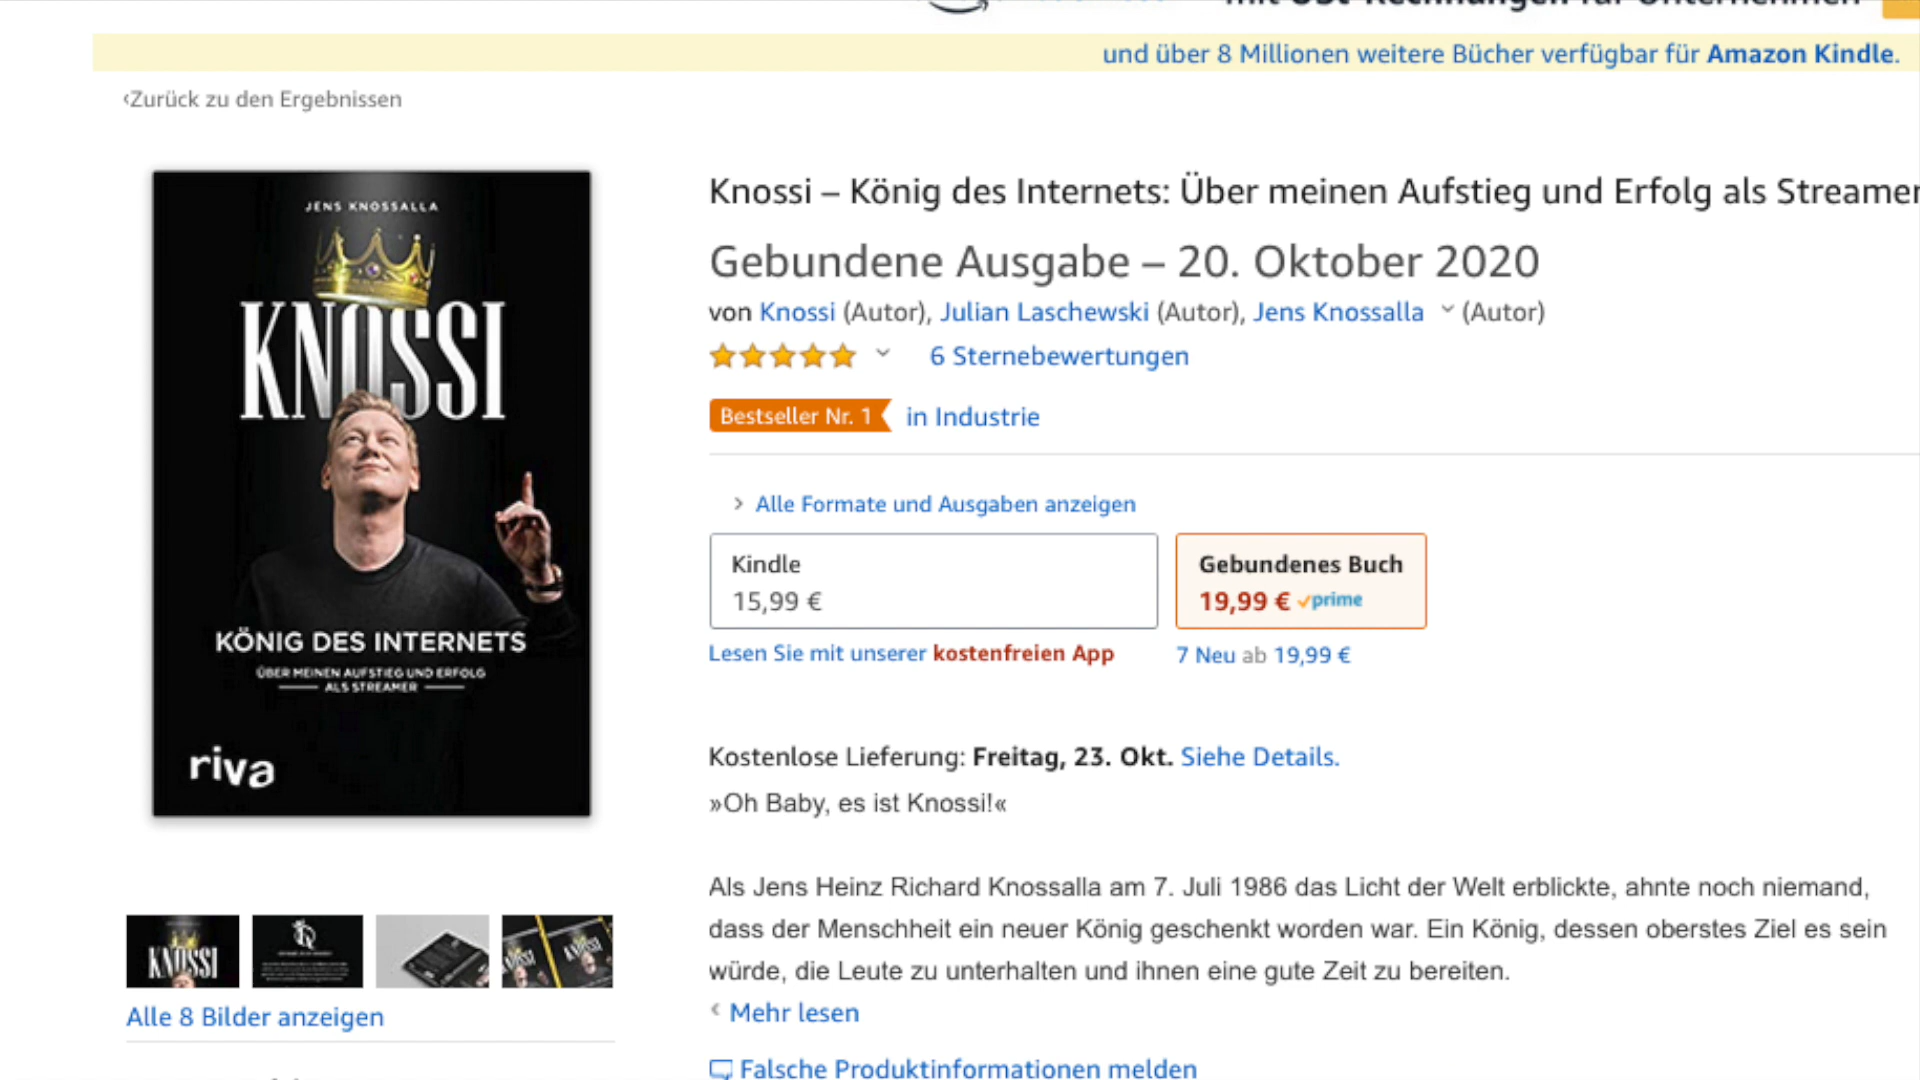 und über 8 Millionen weitere Bücher verfügbar für Amazon Kindle.
‹Zurück zu den Ergebnissen
JENS KNOSSALLA
KNOSSI
KÖNIG DES INTERNETS
ÜBER MEINEN AUFSTIEG UND ERFOLG
ALS STREAMER
riva
KNOSSI
KNOSSI
Alle 8 Bilder anzeigen
Knossi – König des Internets: Über meinen Aufstieg und Erfolg als Streamer
Gebundene Ausgabe – 20. Oktober 2020
von Knossi (Autor), Julian Laschewski (Autor), Jens Knossalla (Autor)
6 Sternebewertungen
Bestseller Nr. 1 in Industrie
Alle Formate und Ausgaben anzeigen
Kindle
15,99 €
Lesen Sie mit unserer kostenfreien App
Gebundenes Buch
19,99 € prime
7 Neu ab 19,99 €
Kostenlose Lieferung: Freitag, 23. Okt. Siehe Details.
»Oh Baby, es ist Knossi!«
Als Jens Heinz Richard Knossalla am 7. Juli 1986 das Licht der Welt erblickte, ahnte noch niemand,
dass der Menschheit ein neuer König geschenkt worden war. Ein König, dessen oberstes Ziel es sein
würde, die Leute zu unterhalten und ihnen eine gute Zeit zu bereiten.
Mehr lesen
Falsche Produktinformationen melden